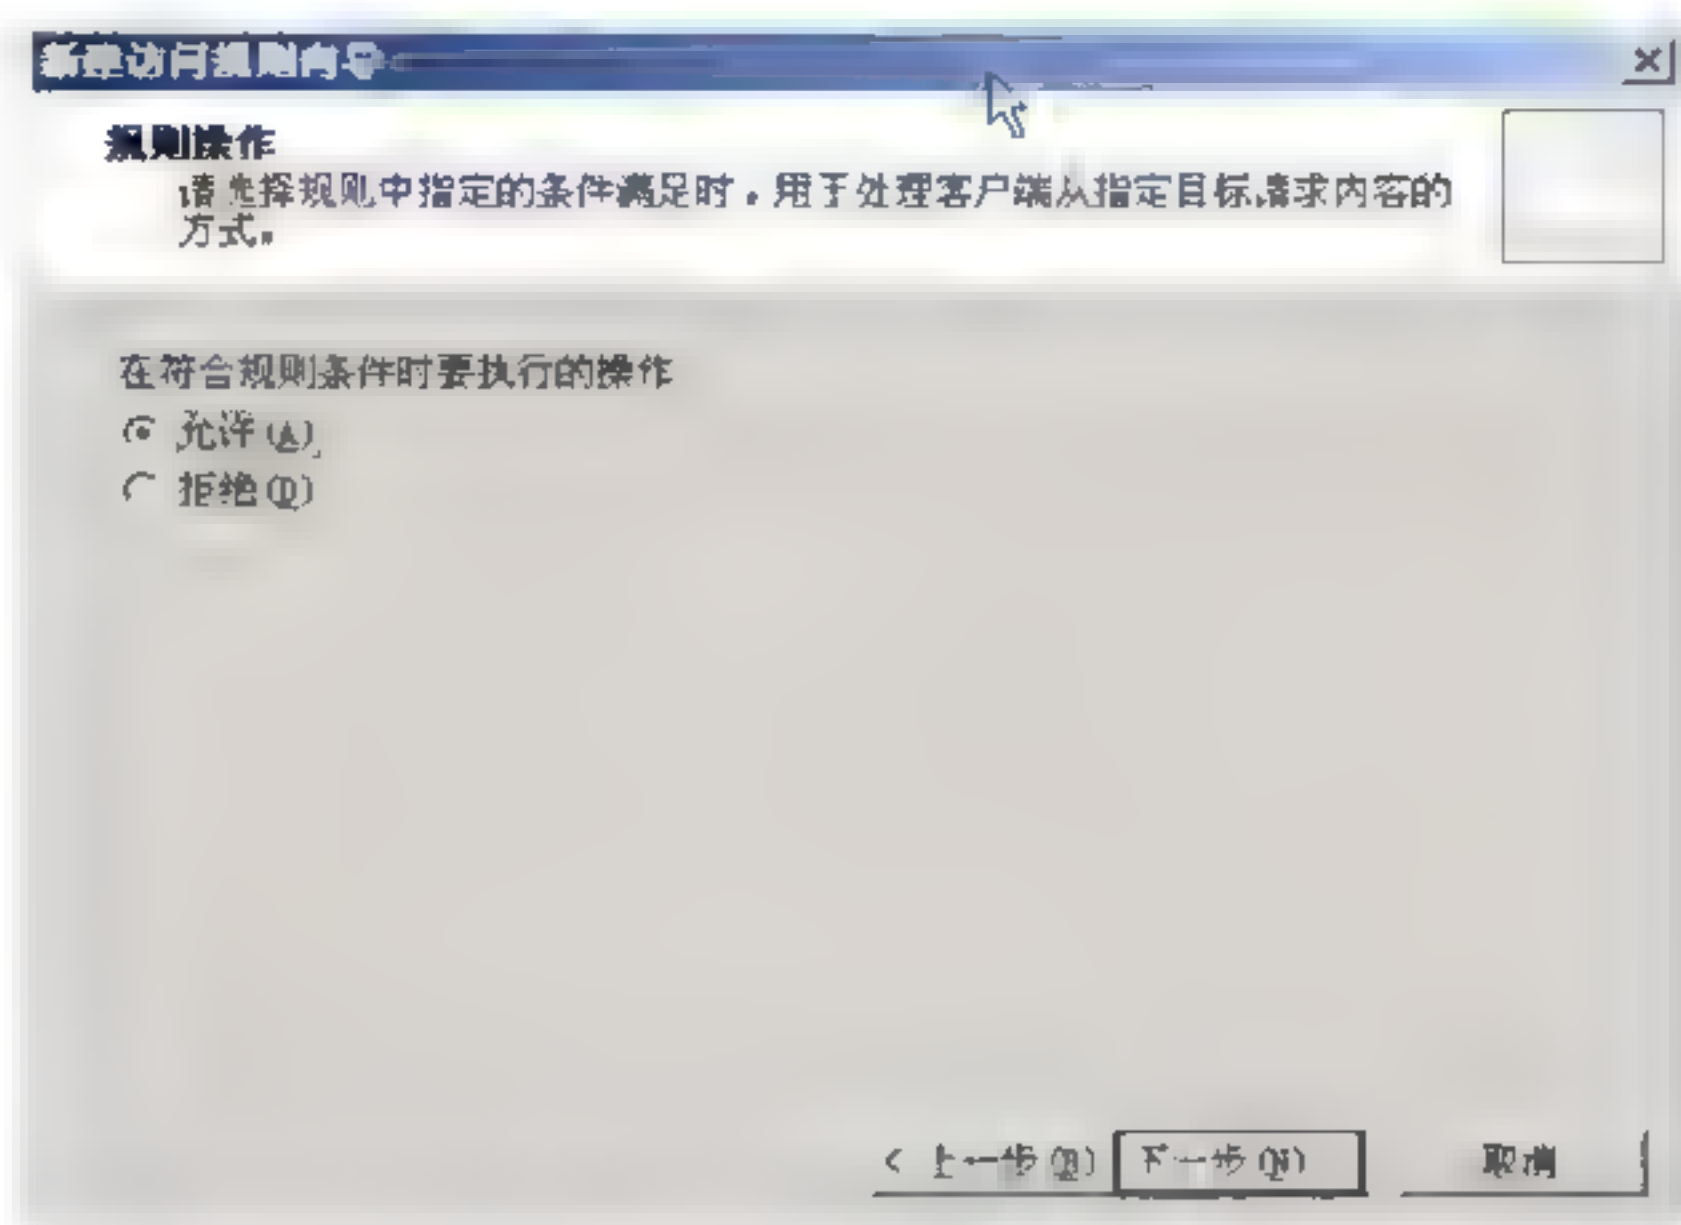 新建访问规则向导
规则操作
请选择规则中指定的条件满足时，用于处理客户端从指定目标请求内容的
方式。
在符合规则条件时要执行的操作
允许(A)
拒绝(D)
< 上一步(B)
下一步(N)
取消